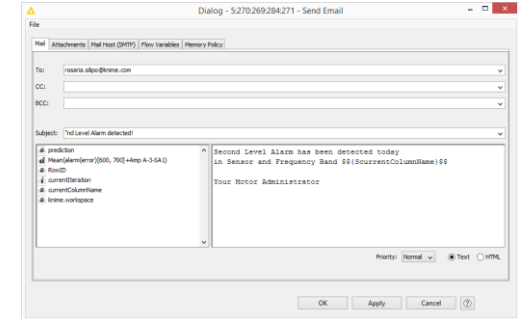 Dialog - 5:270:269:284:271 - Send Email
File
Mail Attachments Mail Host (SMTP) Flow Variables Memory Policy
To: rosaria.silipo@knime.com
CC:
BCC:
Subject: "nd Level Alarm detected!
prediction
Mean(alarm(error)[600, 700]+Amp A-3-SA1)
RowID
currentIteration
currentColumnName
knime.workspace
Second Level Alarm has been detected today
in Sensor and Frequency Band $${ScurrentColumnName}$$
Your Motor Administrator
Priority: Normal Text HTML
OK Apply Cancel ?